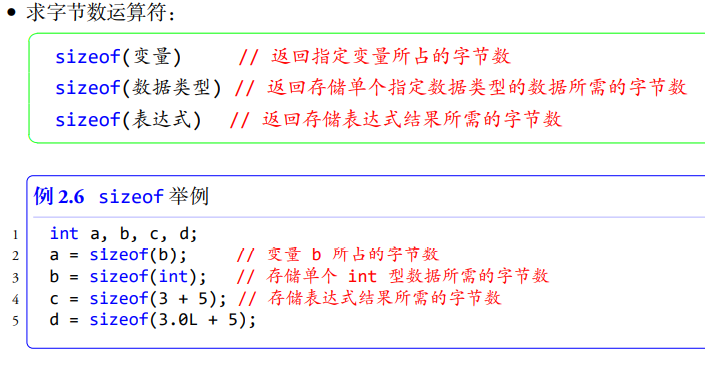 • 求字节数运算符：
sizeof(变量) // 返回指定变量所占的字节数
sizeof(数据类型) // 返回存储单个指定数据类型的数据所需的字节数
sizeof(表达式) // 返回存储表达式结果所需的字节数
例 2.6 sizeof 举例
1 int a, b, c, d;
2 a = sizeof(b); // 变量 b 所占的字节数
3 b = sizeof(int); // 存储单个 int 型数据所需的字节数
4 c = sizeof(3 + 5); // 存储表达式结果所需的字节数
5 d = sizeof(3.0L + 5);